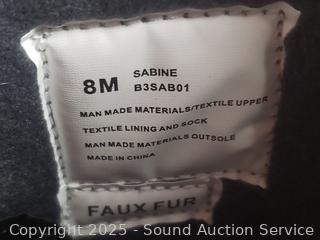 8M SABINE
B3SAB01
MAN MADE MATERIALS/TEXTILE UPPER
TEXTILE LINING AND SOCK
MAN MADE MATERIALS OUTSOLE
MADE IN CHINA
FAUX FUR
Copyright © 2025 - Sound Auction Service